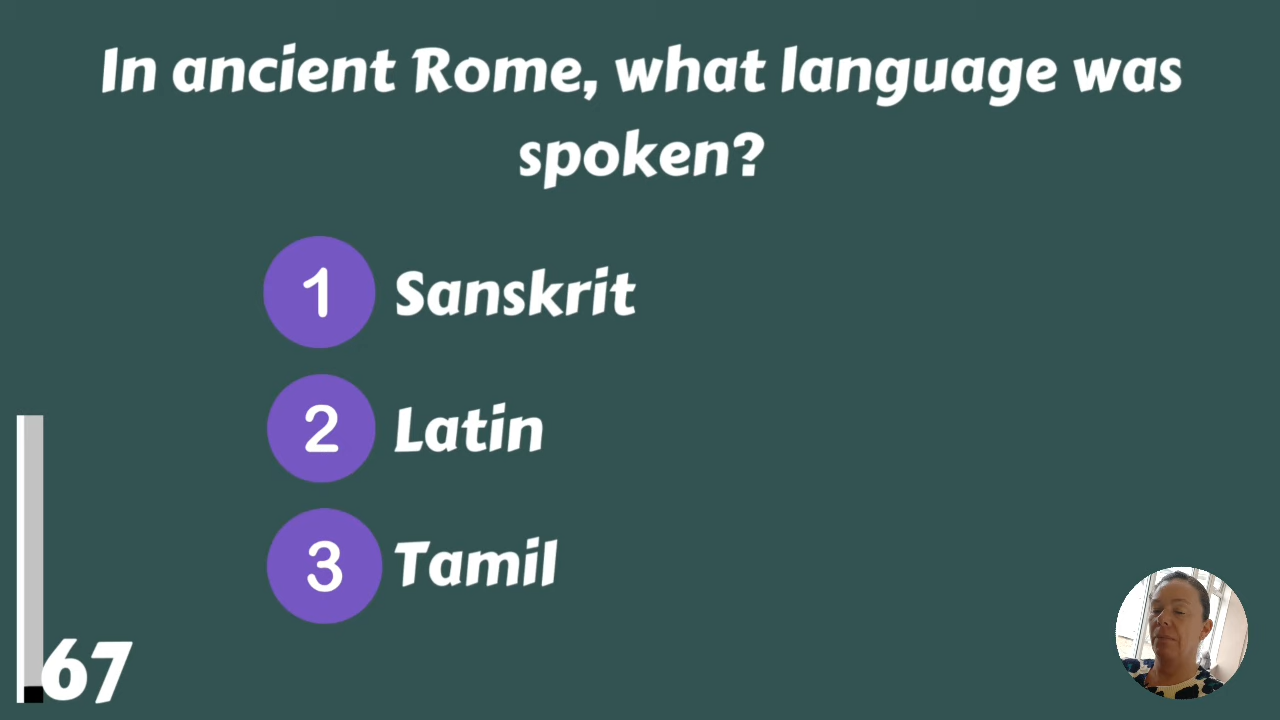 In ancient Rome, what language was
spoken?
1 Sanskrit
2 Latin
3 Tamil
.67